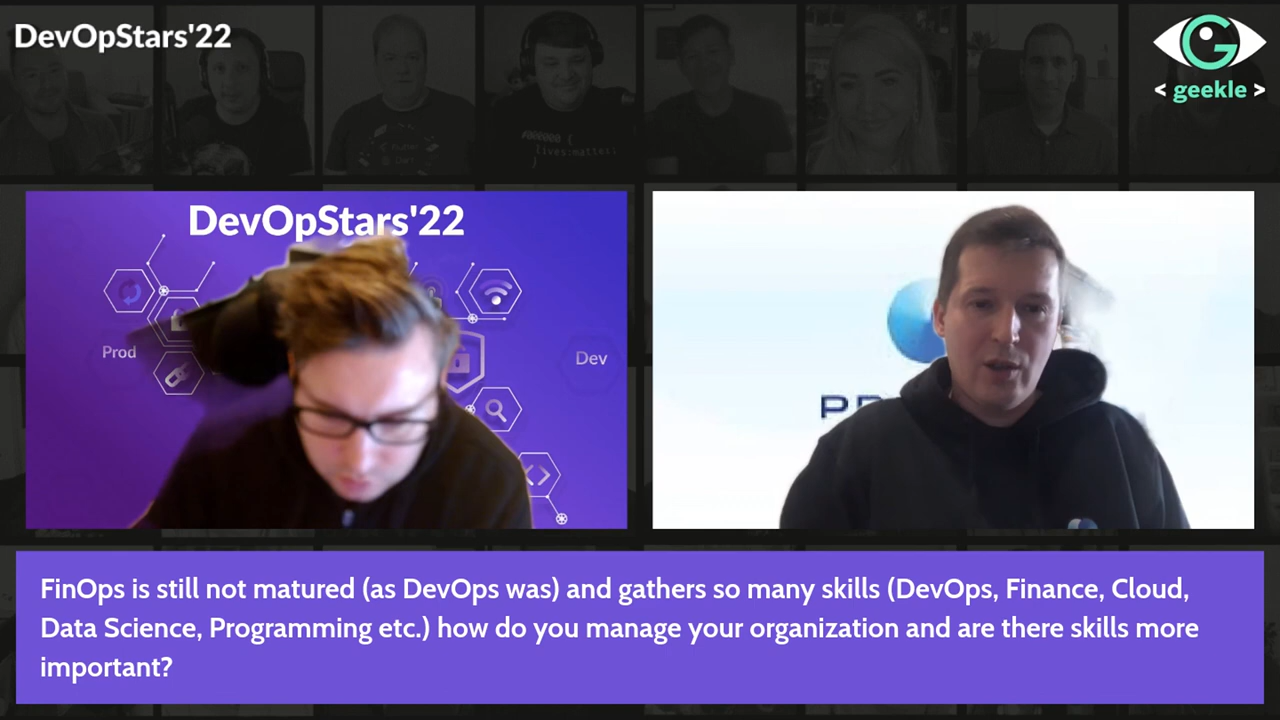 DevOpStars'22
< geekle >
DevOpStars'22
Prod
Dev
FinOps is still not matured (as DevOps was) and gathers so many skills (DevOps, Finance, Cloud,
Data Science, Programming etc.) how do you manage your organization and are there skills more
important?